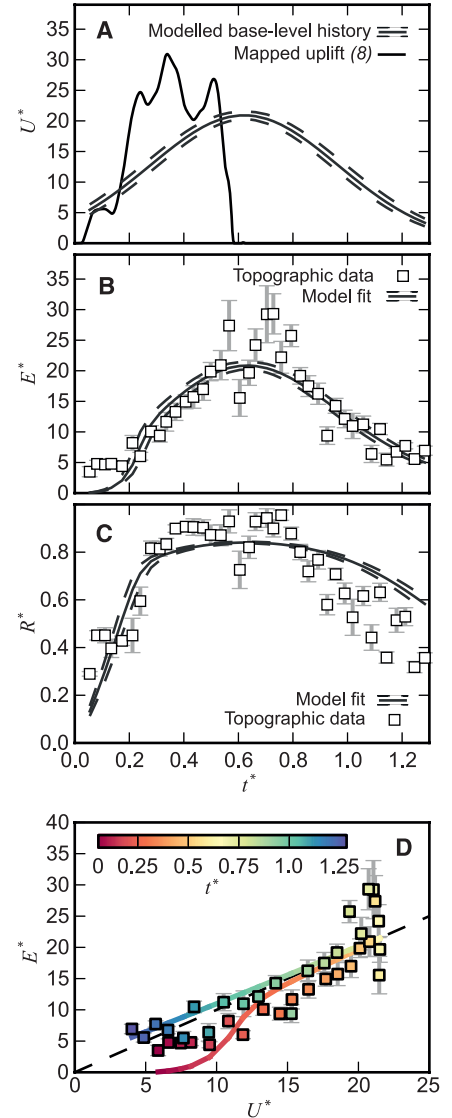 A
Modelled base-level history
Mapped uplift (8)
35
30
25
20
15
10
5
0
U*
B
Topographic data
Model fit
35
30
25
20
15
10
5
0
E*
C
0.8
0.6
0.4
0.2
0.0
R*
Model fit
Topographic data
0.0 0.2 0.4 0.6 0.8 1.0 1.2
t*
D
0 0.25 0.5 0.75 1.0 1.25
t*
40
35
30
25
20
15
10
5
0
E*
0 5 10 15 20 25
U*